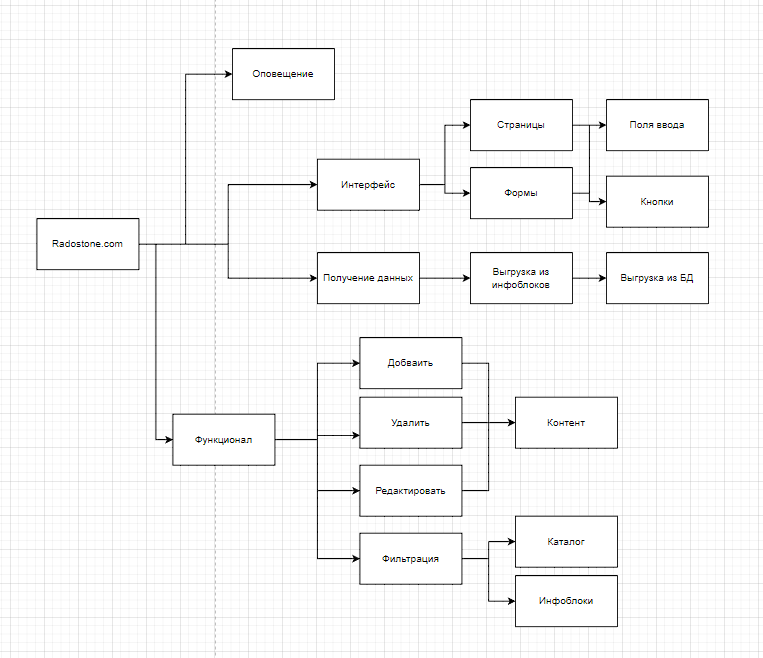 Оповещение
Страницы
Поля ввода
Интерфейс
Формы
Кнопки
Radostone.com
Получение данных
Выгрузка из
инфоблоков
Выгрузка из БД
Добваить
Удалить
Контент
Функционал
Редактировать
Фильтрация
Каталог
Инфоблоки